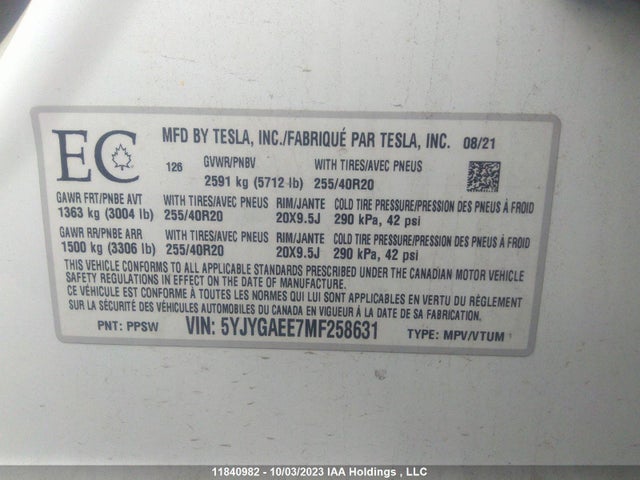 EC
MFD BY TESLA, INC./FABRIQUÉ PAR TESLA, INC. 08/21
126 GVWR/PNBV WITH TIRES/AVEC PNEUS
2591 kg (5712 lb) 255/40R20
GAWR FRT/PNBE AVT WITH TIRES/AVEC PNEUS RIM/JANTE COLD TIRE PRESSURE/PRESSION DES PNEUS À FROID
1363 kg (3004 lb) 255/40R20 20X9.5J 290 kPa, 42 psi
GAWR RR/PNBE ARR WITH TIRES/AVEC PNEUS RIM/JANTE COLD TIRE PRESSURE/PRESSION DES PNEUS À FROID
1500 kg (3306 lb) 255/40R20 20X9.5J 290 kPa, 42 psi
THIS VEHICLE CONFORMS TO ALL APPLICABLE STANDARDS PRESCRIBED UNDER THE CANADIAN MOTOR VEHICLE
SAFETY REGULATIONS IN EFFECT ON THE DATE OF MANUFACTURE.
CE VÉHICULE EST CONFORME À TOUTES LES NORMES QUI LUI SONT APPLICABLES EN VERTU DU RÈGLEMENT
SUR LA SÉCURITÉ DES VÉHICULES AUTOMOBILES DU CANADA EN VIGUEUR À LA DATE DE SA FABRICATION.
PNT: PPSW VIN: 5YJYGAEE7MF258631 TYPE: MPV/VTUM
11840982 - 10/03/2023 IAA Holdings , LLC